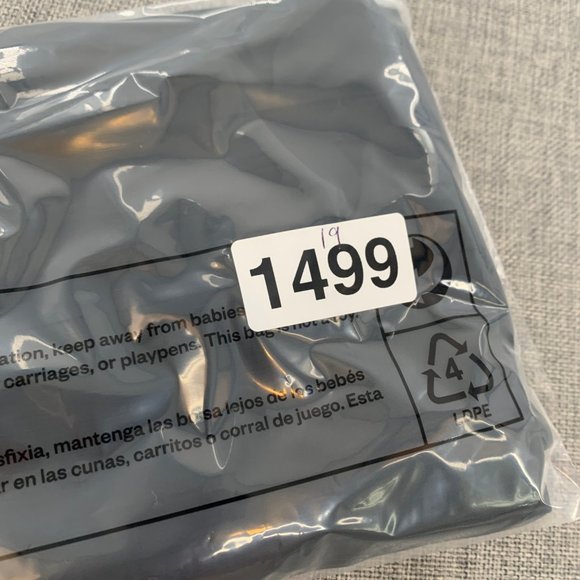 19
1499
ation, keep away from babies
carriages, or playpens. This bag is not a toy.
4
LDPE
sfixia, mantenga las bolsa lejos de los bebés
ar en las cunas, carritos o corral de juego. Esta